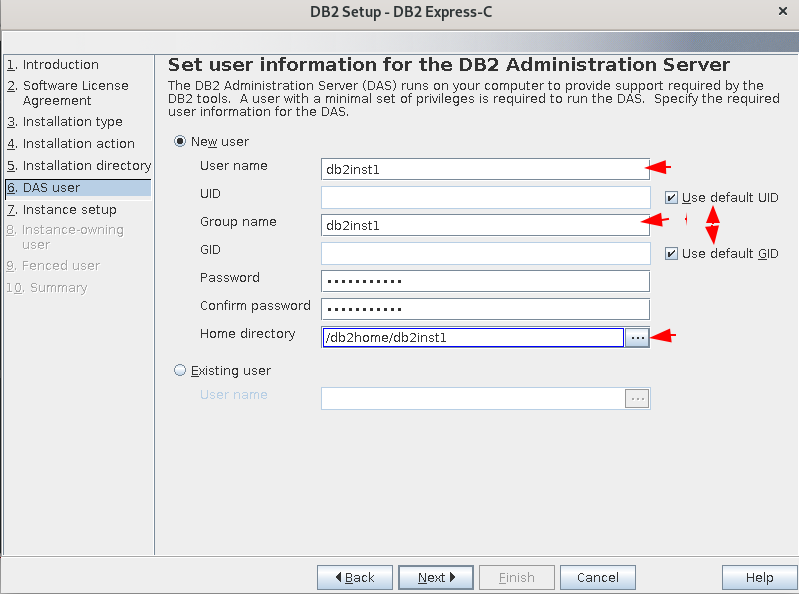 DB2 Setup - DB2 Express-C
1. Introduction
2. Software License
Agreement
3. Installation type
4. Installation action
5. Installation directory
6. DAS user
7. Instance setup
8. Instance-owning
user
9. Fenced user
10. Summary
Set user information for the DB2 Administration Server
The DB2 Administration Server (DAS) runs on your computer to provide support required by the
DB2 tools.  A user with a minimal set of privileges is required to run the DAS.  Specify the required
user information for the DAS.
New user
User name db2inst1
UID Use default UID
Group name db2inst1
GID Use default GID
Password •••••••••••
Confirm password •••••••••••
Home directory /db2home/db2inst1 ...
Existing user
User name ...
Back Next Finish Cancel Help